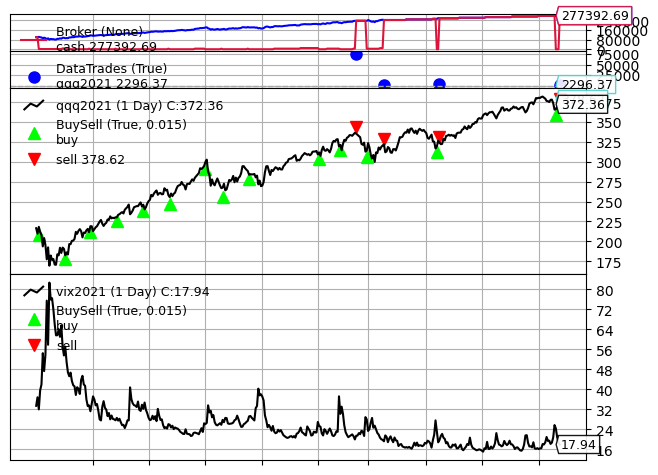 Broker (None)
cash 277392.69
277392.69
160000
80000
0
DataTrades (True)
qqq2021 2296.37
75000
50000
2296.37
qqq2021 (1 Day) C:372.36
BuySell (True, 0.015)
buy
sell 378.62
372.36
350
325
300
275
250
225
200
175
vix2021 (1 Day) C:17.94
BuySell (True, 0.015)
buy
sell
80
72
64
56
48
40
32
24
17.94
16